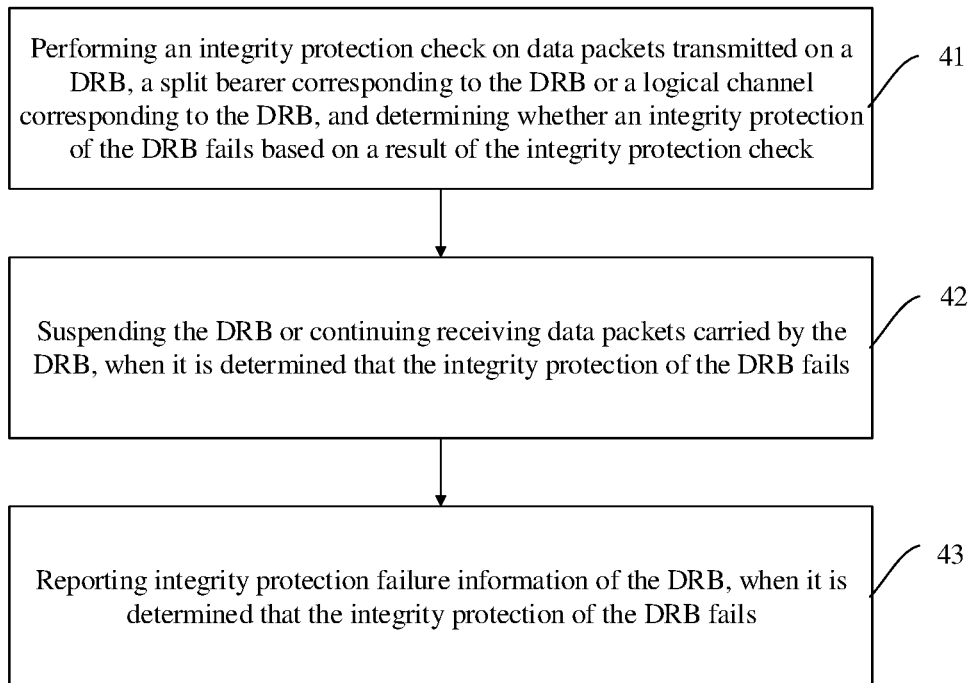 Performing an integrity protection check on data packets transmitted on a
DRB, a split bearer corresponding to the DRB or a logical channel
corresponding to the DRB, and determining whether an integrity protection
of the DRB fails based on a result of the integrity protection check
41
Suspending the DRB or continuing receiving data packets carried by the
DRB, when it is determined that the integrity protection of the DRB fails
42
Reporting integrity protection failure information of the DRB, when it is
determined that the integrity protection of the DRB fails
43